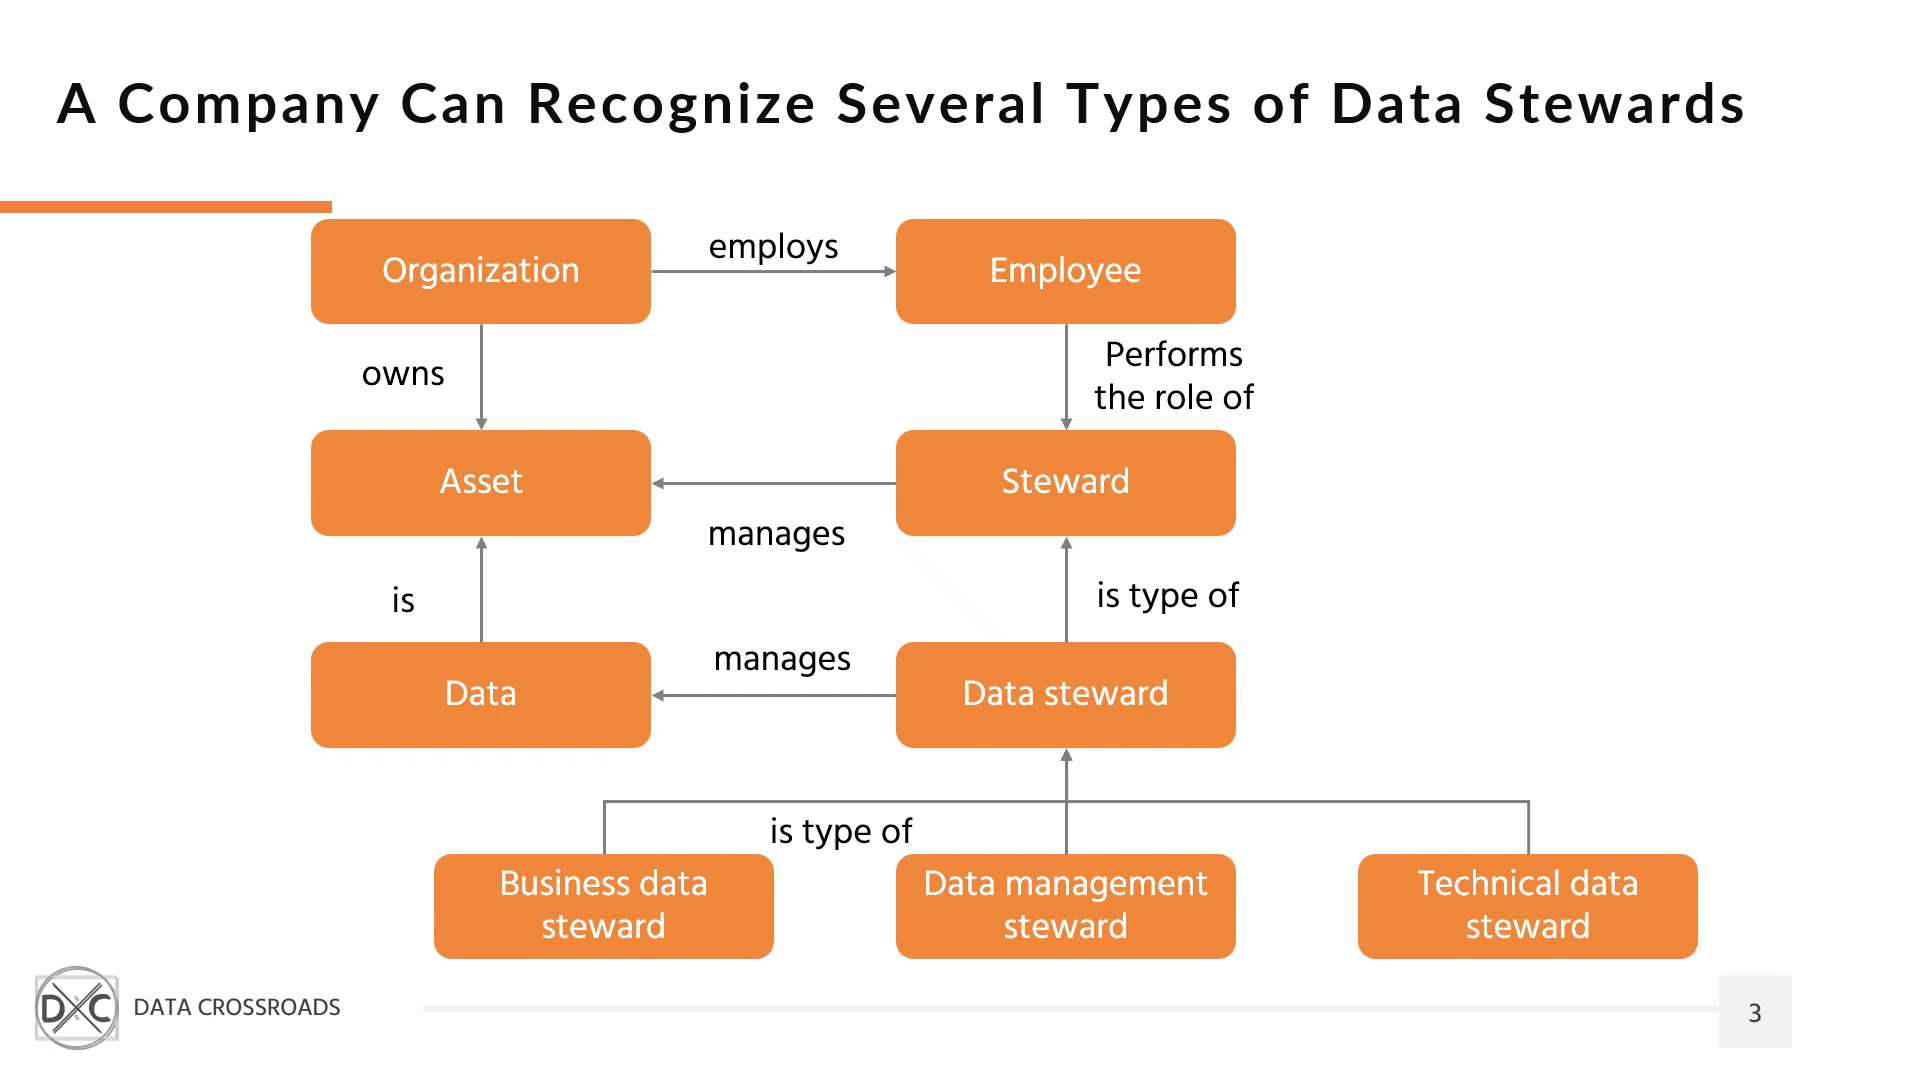 A Company Can Recognize Several Types of Data Stewards
Organization
employs
Employee
owns
Performs
the role of
Asset
manages
Steward
is
is type of
Data
manages
Data steward
is type of
Business data
steward
Data management
steward
Technical data
steward
DXC
DATA CROSSROADS
3